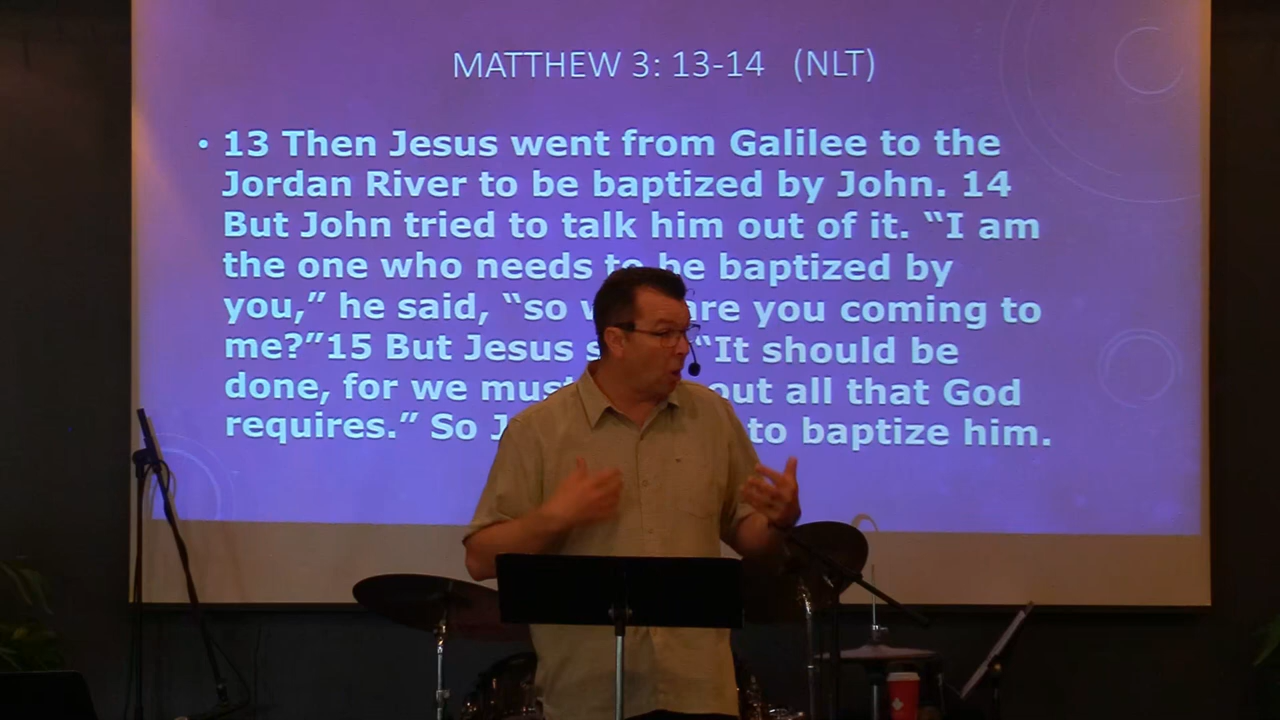 MATTHEW 3: 13-14 (NLT)
• 13 Then Jesus went from Galilee to the
Jordan River to be baptized by John. 14
But John tried to talk him out of it. “I am
the one who needs to be baptized by
you,” he said, “so are you coming to
me?”15 But Jesus “It should be
done, for we must out all that God
requires.” So to baptize him.